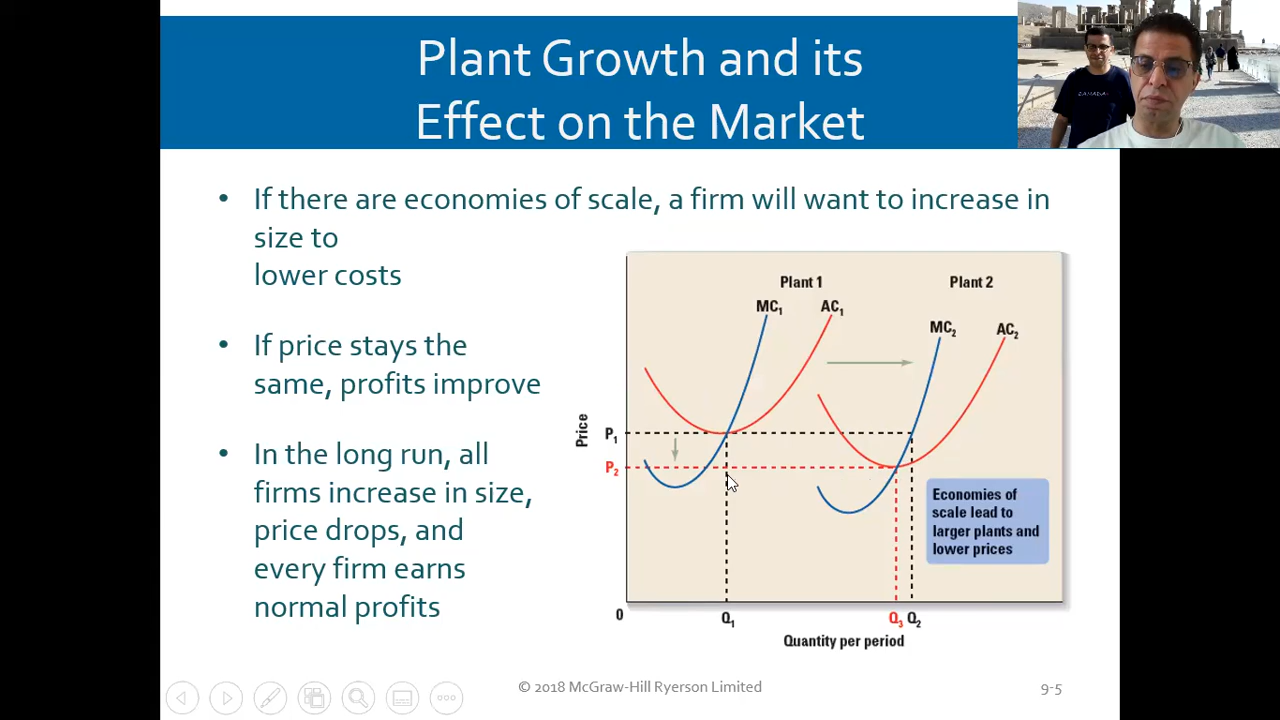 Plant Growth and its
Effect on the Market
• If there are economies of scale, a firm will want to increase in
size to
lower costs
• If price stays the
same, profits improve
• In the long run, all
firms increase in size,
price drops, and
every firm earns
normal profits
Plant 1
Plant 2
MC1
AC1
MC2
AC2
Price
P1
P2
Economies of
scale lead to
larger plants and
lower prices
0
Q1
Q3
Q2
Quantity per period
© 2018 McGraw-Hill Ryerson Limited
9-5